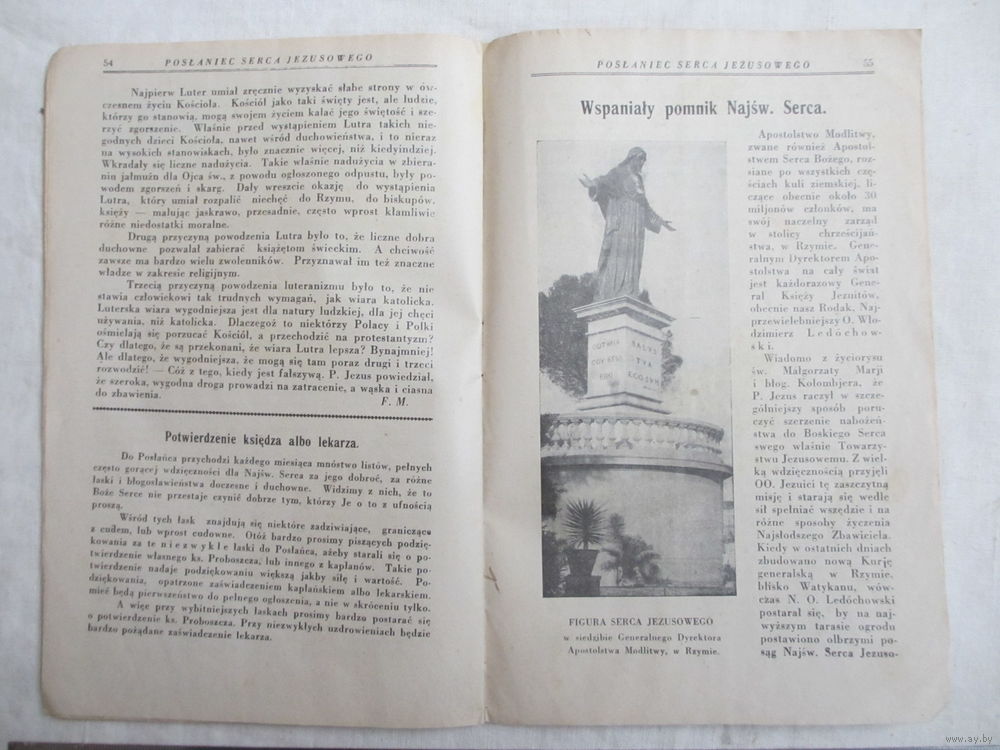 54
POSŁANIEC SERCA JEZUSOWEGO
Najpierw Luter umiał zręcznie wyzyskać słabe strony w ów-
czesnem życiu Kościoła. Kościół jako taki święty jest, ale ludzie,
którzy go stanowią, mogą swojem życiem kalać jego świętość i sze-
rzyć zgorszenie. Właśnie przed wystąpieniem Lutra takich nie-
godnych dzieci Kościoła, nawet wśród duchowieństwa, i to nieraz
na wysokich stanowiskach, było znacznie więcej, niż kiedyindziej.
Wkradały się liczne nadużycia. Takie właśnie nadużycia w zbiera-
niu jałmużn dla Ojca św., z powodu ogłoszonego odpustu, były po-
wodem zgorszeń i skarg. Dały wreszcie okazję do wystąpienia
Lutra, który umiał rozpalić niechęć do Rzymu, do biskupów,
księży — malując jaskrawo, przesadnie, często wprost kłamliwie
różne niedostatki moralne.
Drugą przyczyną powodzenia Lutra było to, że liczne dobra
duchowne pozwalał zabierać książętom świeckim. A chciwość
zawsze ma bardzo wielu zwolenników. Przyznawał im też znaczne
władze w zakresie religijnym.
Trzecią przyczyną powodzenia luteranizmu było to, że nie
stawia człowiekowi tak trudnych wymagań, jak wiara katolicka.
Luterska wiara wygodniejsza jest dla natury ludzkiej, dla jej chęci
używania, niż katolicka. Dlaczegoż to niektórzy Polacy i Polki
ośmielają się porzucać Kościół, a przechodzić na protestantyzm?
Czy dlatego, że są przekonani, że wiara Lutra lepsza? Bynajmniej!
Ale dlatego, że wygodniejsza, że mogą się tam poraz drugi i trzeci
rozwodzić! — Cóż z tego, kiedy jest fałszywą. P. Jezus powiedział,
że szeroka, wygodna droga prowadzi na zatracenie, a wąska i ciasna
do zbawienia.
F. M.
Potwierdzenie księdza albo lekarza.
Do Posłańca przychodzi każdego miesiąca mnóstwo listów, pełnych
często gorącej wdzięczności dla Najśw. Serca za jego dobroć, za różne
łaski i błogosławieństwa doczesne i duchowne. Widzimy z nich, że to
Boże Serce nie przestaje czynić dobrze tym, którzy Je o to z ufnością
proszą.
Wśród tych łask znajdują się niektóre zadziwiające, graniczące
z cudem, lub wprost cudowne. Otóż bardzo prosimy piszących podzię-
kowania za te niezwykłe łaski do Posłańca, ażeby starali się o po-
twierdzenie własnego ks. Proboszcza, lub innego z kapłanów. Takie po-
twierdzenie nadaje podziękowaniu większą jakby siłę i wartość. Po-
dziękowania, opatrzone zaświadczeniem kapłańskiem albo lekarskiem,
mieć będą pierwszeństwo do pełnego ogłoszenia, a nie w skróceniu tylko.
A więc przy wybitniejszych łaskach prosimy bardzo postarać się
o potwierdzenie ks. Proboszcza. Przy niezwykłych uzdrowieniach będzie
bardzo pożądane zaświadczenie lekarza.
POSŁANIEC SERCA JEZUSOWEGO
55
Wspaniały pomnik Najśw. Serca.
COR
SALUS
TVA
EGO SVM
FIGURA SERCA JEZUSOWEGO
w siedzibie Generalnego Dyrektora
Apostolstwa Modlitwy, w Rzymie.
Apostolstwo Modlitwy,
zwane również Apostol-
stwem Serca Bożego, roz-
siane po wszystkich czę-
ściach kuli ziemskiej, li-
czące obecnie około 30
miljonów członków, ma
swój naczelny zarząd
w stolicy chrześcijań-
stwa, w Rzymie. Gene-
ralnym Dyrektorem Apo-
stolstwa na cały świat
jest każdorazowy Gene-
rał Księży Jezuitów,
obecnie nasz Rodak, Naj-
przewielebniejszy O. Wło-
dzimierz Ledochow-
ski.
Wiadomo z życiorysu
św. Małgorzaty Marji
i błog. Kolombjera, że
P. Jezus raczył w szcze-
gólniejszy sposób poru-
czyć szerzenie nabożeń-
stwa do Boskiego Serca
swego właśnie Towarzy-
stwu Jezusowemu. Z wiel-
ką wdzięcznością przyjęli
OO. Jezuici tę zaszczytną
misję i starają się wedle
sił spełniać wszędzie i na
różne sposoby życzenia
Najsłodszego Zbawiciela.
Kiedy w ostatnich dniach
zbudowano nową Kurję
generalską w Rzymie,
blisko Watykanu, wów-
czas N. O. Ledóchowski
postarał się, by na naj-
wyższym tarasie ogrodu
postawiono olbrzymi po-
sąg Najśw. Serca Jezuso-
www.ay.by